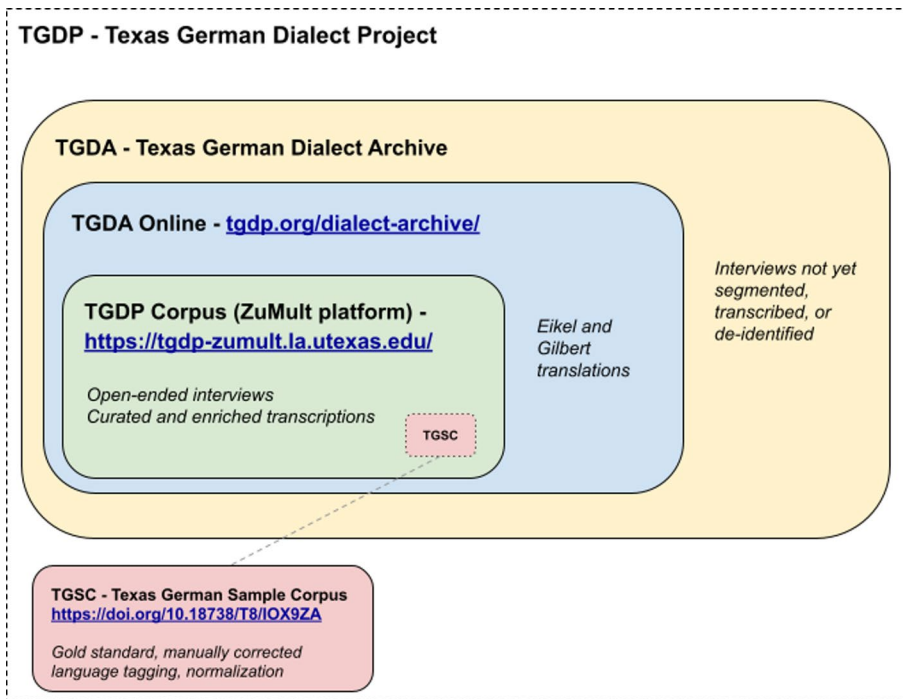 TGDP - Texas German Dialect Project
TGDA - Texas German Dialect Archive
TGDA Online - tgdp.org/dialect-archive/
TGDP Corpus (ZuMult platform) -
https://tgdp-zumult.la.utexas.edu/
Open-ended interviews
Curated and enriched transcriptions
TGSC
Eikel and
Gilbert
translations
Interviews not yet
segmented,
transcribed, or
de-identified
TGSC - Texas German Sample Corpus
https://doi.org/10.18738/T8/IOX9ZA
Gold standard, manually corrected
language tagging, normalization